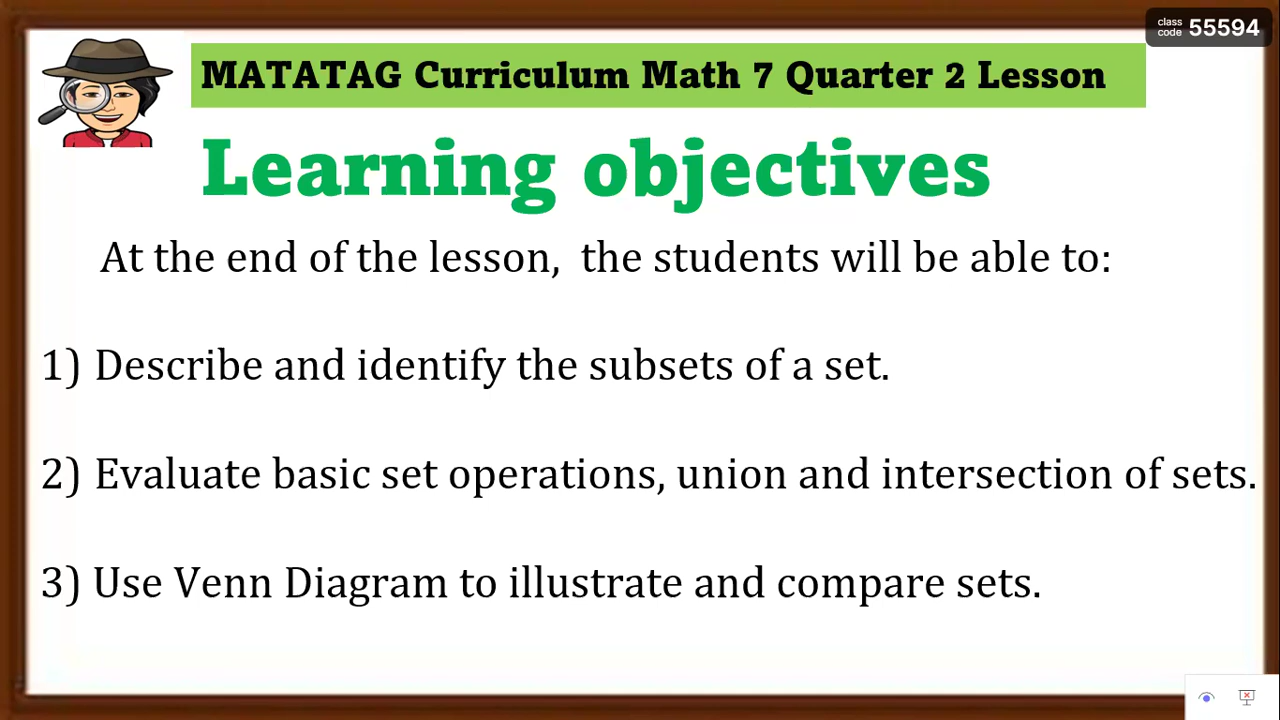 class code 55594
MATATAG Curriculum Math 7 Quarter 2 Lesson
Learning objectives
At the end of the lesson, the students will be able to:
1) Describe and identify the subsets of a set.
2) Evaluate basic set operations, union and intersection of sets.
3) Use Venn Diagram to illustrate and compare sets.